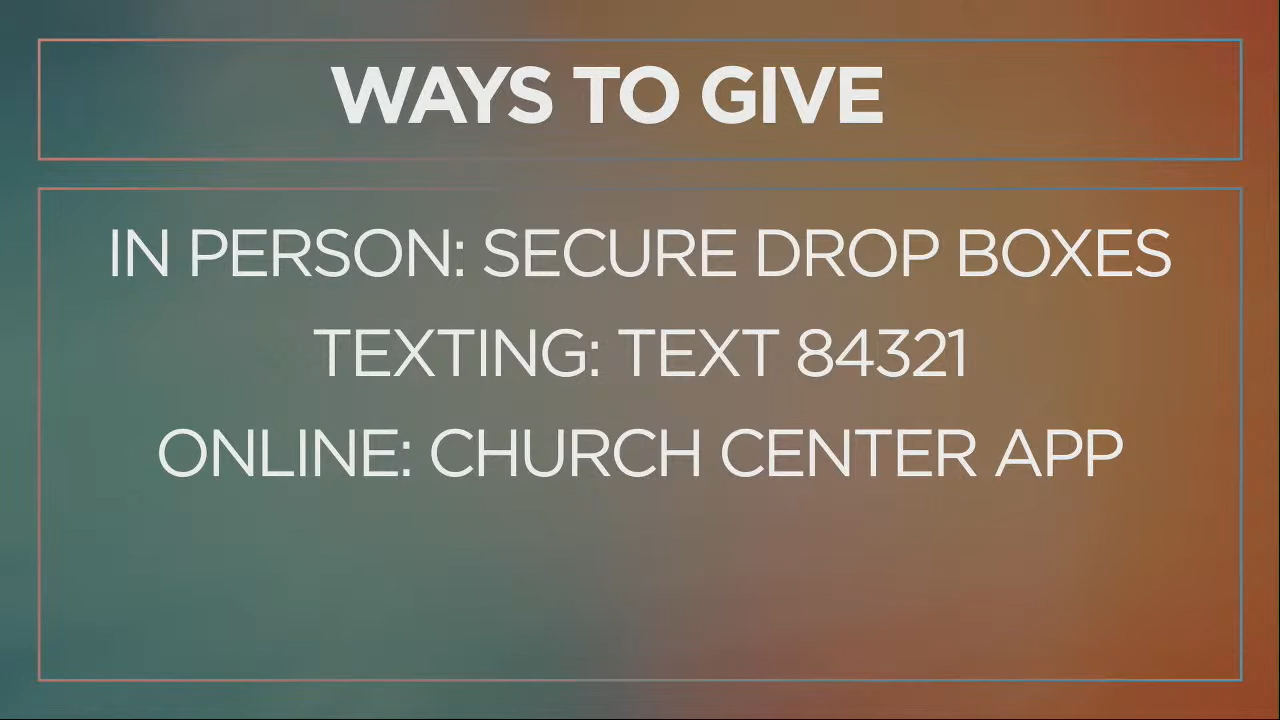 WAYS TO GIVE
IN PERSON: SECURE DROP BOXES
TEXTING: TEXT 84321
ONLINE: CHURCH CENTER APP